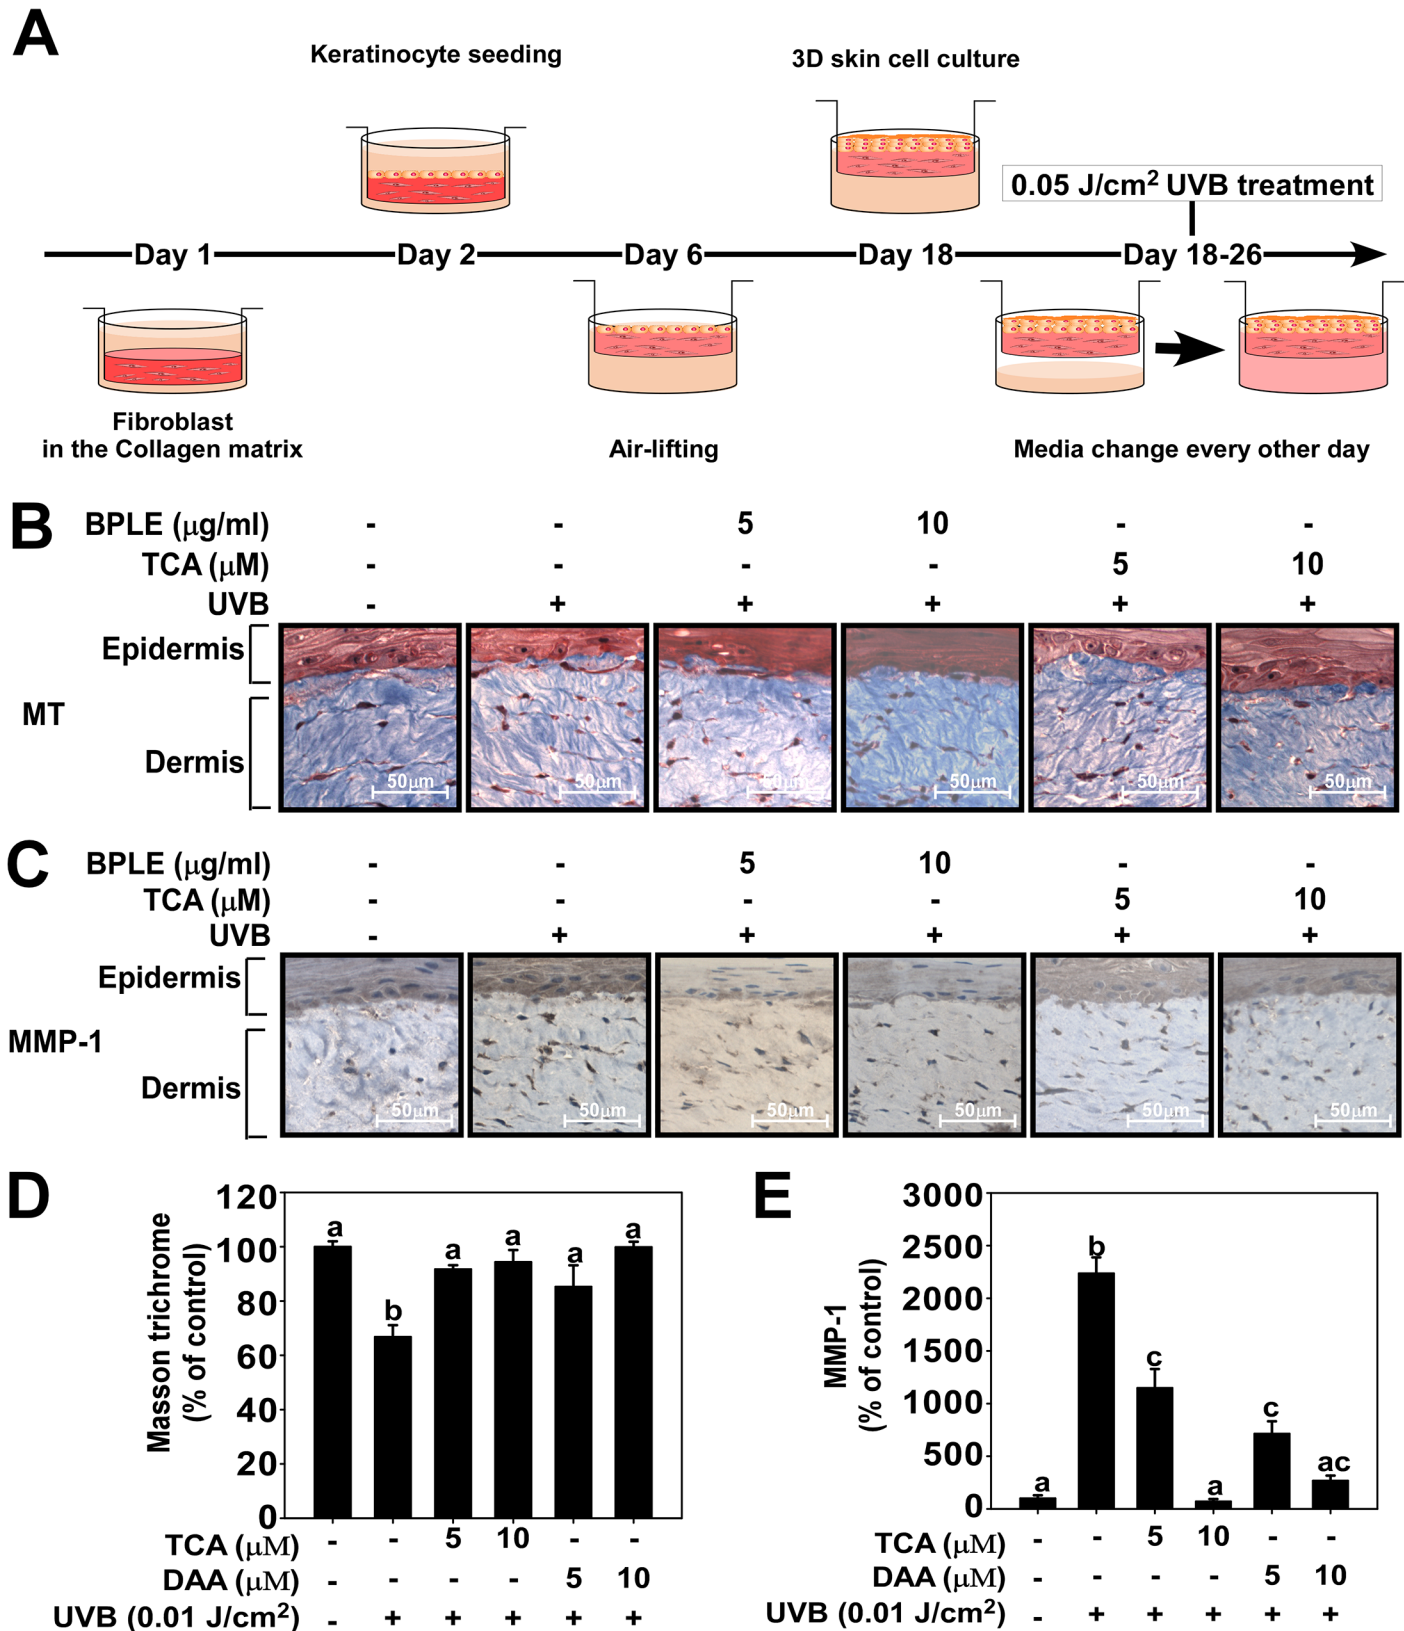 A
Keratinocyte seeding
3D skin cell culture
0.05 J/cm2 UVB treatment
Day 1
Day 2
Day 6
Day 18
Day 18-26
Fibroblast
in the Collagen matrix
Air-lifting
Media change every other day
B
BPLE (μg/ml) - - 5 10 - -
TCA (μM) - - - - 5 10
UVB - + + + + +
Epidermis
MT
Dermis
50μm 50μm 50μm 50μm 50μm 50μm
C
BPLE (μg/ml) - - 5 10 - -
TCA (μM) - - - - 5 10
UVB - + + + + +
Epidermis
MMP-1
Dermis
50μm 50μm 50μm 50μm 50μm 50μm
D
Masson trichrome
(% of control)
120
100
80
60
40
20
0
a b a a a a
TCA (μM) - - 5 10 - -
DAA (μM) - - - - 5 10
UVB (0.01 J/cm2) - + + + + +
E
MMP-1
(% of control)
3000
2500
2000
1500
1000
500
0
a b c a c ac
TCA (μM) - - 5 10 - -
DAA (μM) - - - - 5 10
UVB (0.01 J/cm2) - + + + + +